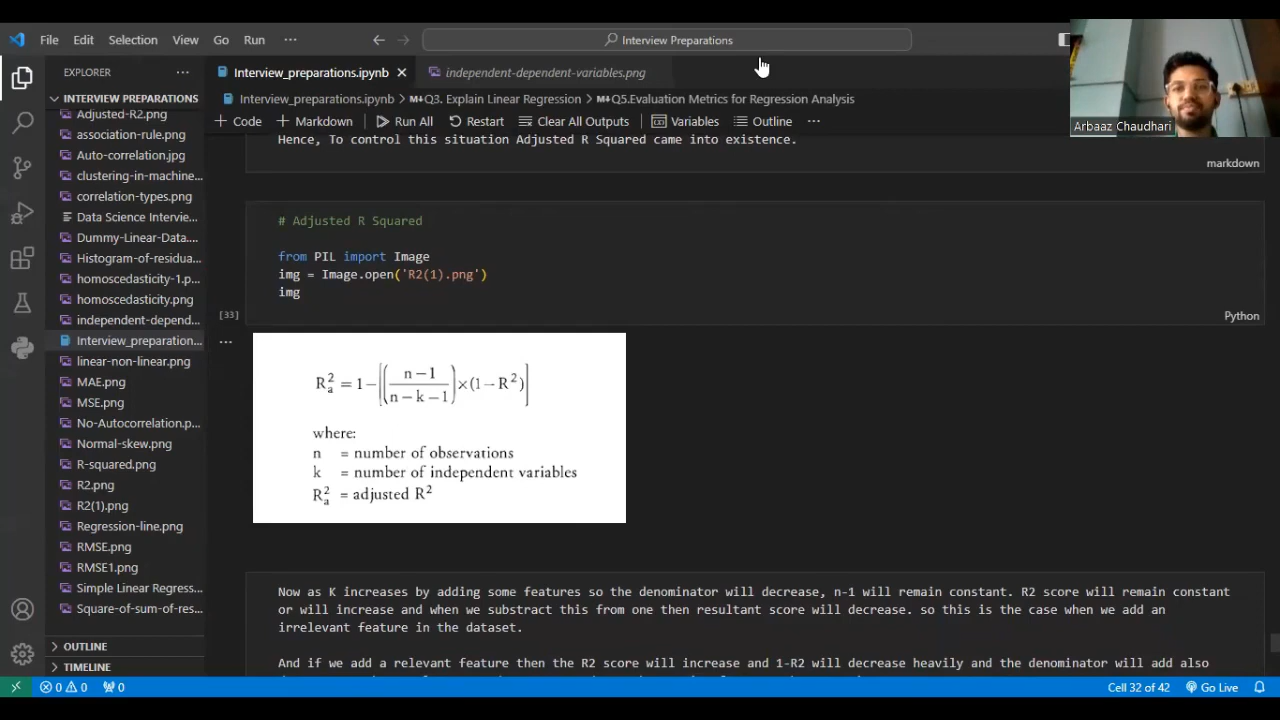 File Edit Selection View Go Run ··· Interview Preparations
EXPLORER ···
Interview_preparations.ipynb
independent-dependent-variables.png
Interview_preparations.ipynb > M↓Q3. Explain Linear Regression > M↓Q5.Evaluation Metrics for Regression Analysis
+ Code + Markdown Run All Restart Clear All Outputs Variables Outline ···
Arbaaz Chaudhari
INTERVIEW PREPARATIONS
Adjusted-R2.png
association-rule.png
Auto-correlation.jpg
clustering-in-machine...
correlation-types.png
Data Science Intervie...
Dummy-Linear-Data....
Histogram-of-residua...
homoscedasticity-1.p...
homoscedasticity.png
independent-depend...
Interview_preparation...
linear-non-linear.png
MAE.png
MSE.png
No-Autocorrelation.p...
Normal-skew.png
R-squared.png
R2.png
R2(1).png
Regression-line.png
RMSE.png
RMSE1.png
Simple Linear Regress...
Square-of-sum-of-res...
OUTLINE
TIMELINE
Hence, To control this situation Adjusted R Squared came into existence.
markdown
# Adjusted R Squared
from PIL import Image
img = Image.open('R2(1).png')
img
[33]
Python
···
R²ₐ = 1 − [(n − 1 / n − k − 1) × (1 − R²)]
where:
n = number of observations
k = number of independent variables
R²ₐ = adjusted R²
Now as K increases by adding some features so the denominator will decrease, n-1 will remain constant. R2 score will remain constant
or will increase and when we substract this from one then resultant score will decrease. so this is the case when we add an
irrelevant feature in the dataset.
And if we add a relevant feature then the R2 score will increase and 1-R2 will decrease heavily and the denominator will add also
0 0 0 Cell 32 of 42 Go Live